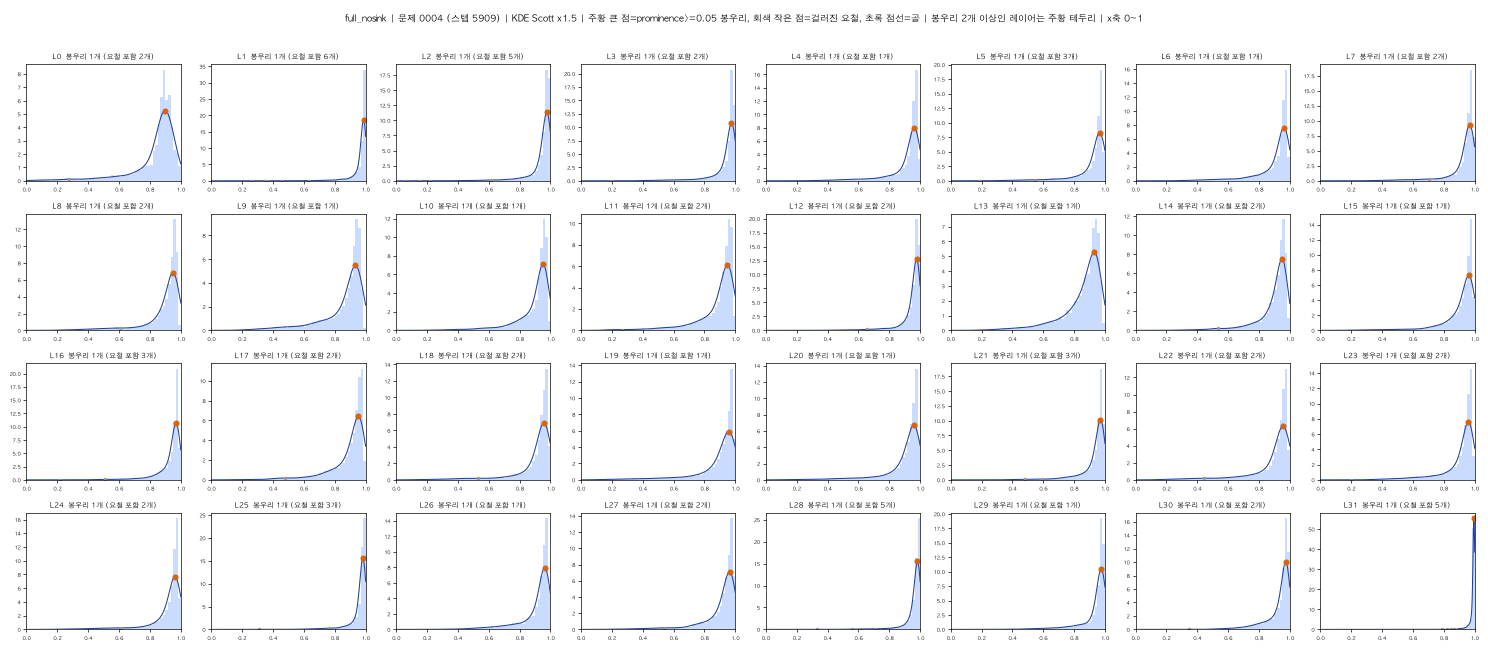 full_nosink | 문제 0004 (스텝 5909) | KDE Scott x1.5 | 주황 큰 점=prominence>=0.05 봉우리, 회색 작은 점=걸러진 요철, 초록 점선=골 | 봉우리 2개 이상인 레이어는 주황 테두리 | x축 0~1
L0 봉우리 1개 (요철 포함 2개)
L1 봉우리 1개 (요철 포함 6개)
L2 봉우리 1개 (요철 포함 5개)
L3 봉우리 1개 (요철 포함 2개)
L4 봉우리 1개 (요철 포함 1개)
L5 봉우리 1개 (요철 포함 3개)
L6 봉우리 1개 (요철 포함 1개)
L7 봉우리 1개 (요철 포함 2개)
L8 봉우리 1개 (요철 포함 2개)
L9 봉우리 1개 (요철 포함 1개)
L10 봉우리 1개 (요철 포함 1개)
L11 봉우리 1개 (요철 포함 2개)
L12 봉우리 1개 (요철 포함 2개)
L13 봉우리 1개 (요철 포함 1개)
L14 봉우리 1개 (요철 포함 2개)
L15 봉우리 1개 (요철 포함 1개)
L16 봉우리 1개 (요철 포함 3개)
L17 봉우리 1개 (요철 포함 2개)
L18 봉우리 1개 (요철 포함 2개)
L19 봉우리 1개 (요철 포함 1개)
L20 봉우리 1개 (요철 포함 1개)
L21 봉우리 1개 (요철 포함 3개)
L22 봉우리 1개 (요철 포함 2개)
L23 봉우리 1개 (요철 포함 2개)
L24 봉우리 1개 (요철 포함 2개)
L25 봉우리 1개 (요철 포함 3개)
L26 봉우리 1개 (요철 포함 1개)
L27 봉우리 1개 (요철 포함 2개)
L28 봉우리 1개 (요철 포함 5개)
L29 봉우리 1개 (요철 포함 1개)
L30 봉우리 1개 (요철 포함 2개)
L31 봉우리 1개 (요철 포함 5개)